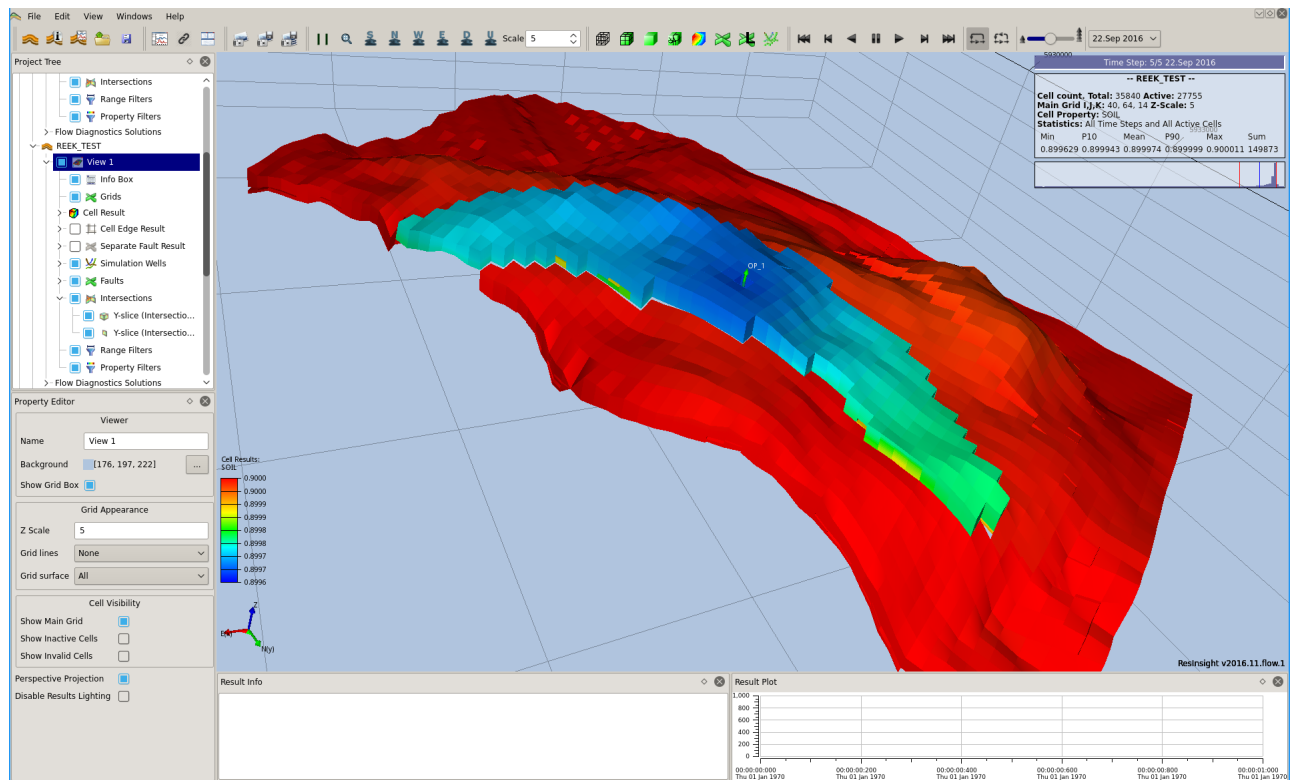 File Edit View Windows Help
Scale 5
22.Sep 2016
Project Tree
Intersections
Range Filters
Property Filters
Flow Diagnostics Solutions
REEK_TEST
View 1
Info Box
Grids
Cell Result
Cell Edge Result
Separate Fault Result
Simulation Wells
Faults
Intersections
Y-slice (Intersectio...
Y-slice (Intersectio...
Range Filters
Property Filters
Flow Diagnostics Solutions
Property Editor
Viewer
Name View 1
Background [176, 197, 222] ...
Show Grid Box
Grid Appearance
Z Scale 5
Grid lines None
Grid surface All
Cell Visibility
Show Main Grid
Show Inactive Cells
Show Invalid Cells
Perspective Projection
Disable Results Lighting
5930000
Time Step: 5/5 22.Sep 2016
-- REEK_TEST --
Cell count, Total: 35840 Active: 27755
Main Grid I,J,K: 40, 64, 14 Z-Scale: 5
Cell Property: SOIL
Statistics: All Time Steps and All Active Cells
5933000
Min P10 Mean P90 Max Sum
0.899629 0.899943 0.899974 0.899999 0.900011 149873
OP_1
Cell Results:
SOIL
0.9000
0.9000
0.8999
0.8999
0.8998
0.8998
0.8997
0.8997
0.8996
Z
N(y)
ResInsight v2016.11.flow.1
Result Info
Result Plot
1.000
800
600
400
200
0
00:00:00:000 00:00:00:200 00:00:00:400 00:00:00:600 00:00:00:800 00:00:01:000
Thu 01 Jan 1970 Thu 01 Jan 1970 Thu 01 Jan 1970 Thu 01 Jan 1970 Thu 01 Jan 1970 Thu 01 Jan 1970